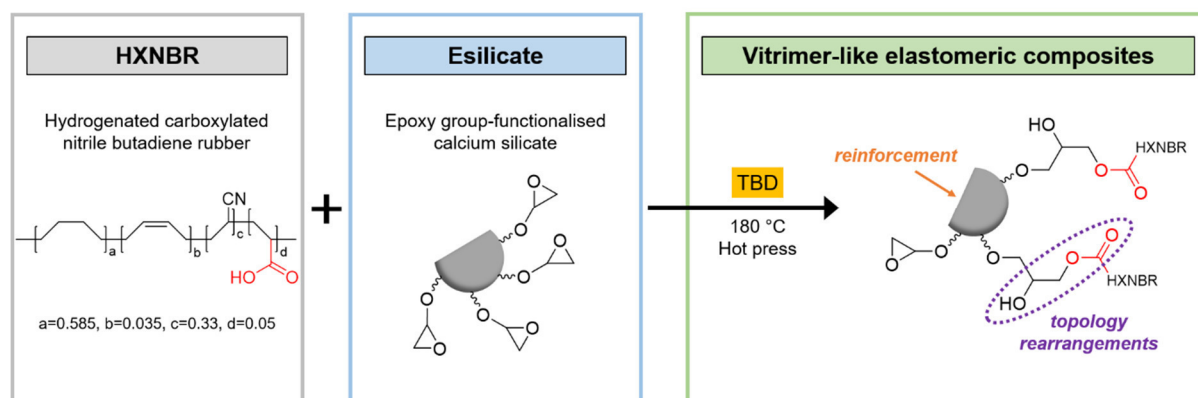 HXNBR
Hydrogenated carboxylated
nitrile butadiene rubber
CN
a
b
c
d
HO
O
a=0.585, b=0.035, c=0.33, d=0.05
+
Esilicate
Epoxy group-functionalised
calcium silicate
O
O
O
O
O
O
O
O
TBD
180 °C
Hot press
Vitrimer-like elastomeric composites
reinforcement
HO
O
O
HXNBR
O
O
O
O
O
HXNBR
HO
topology
rearrangements